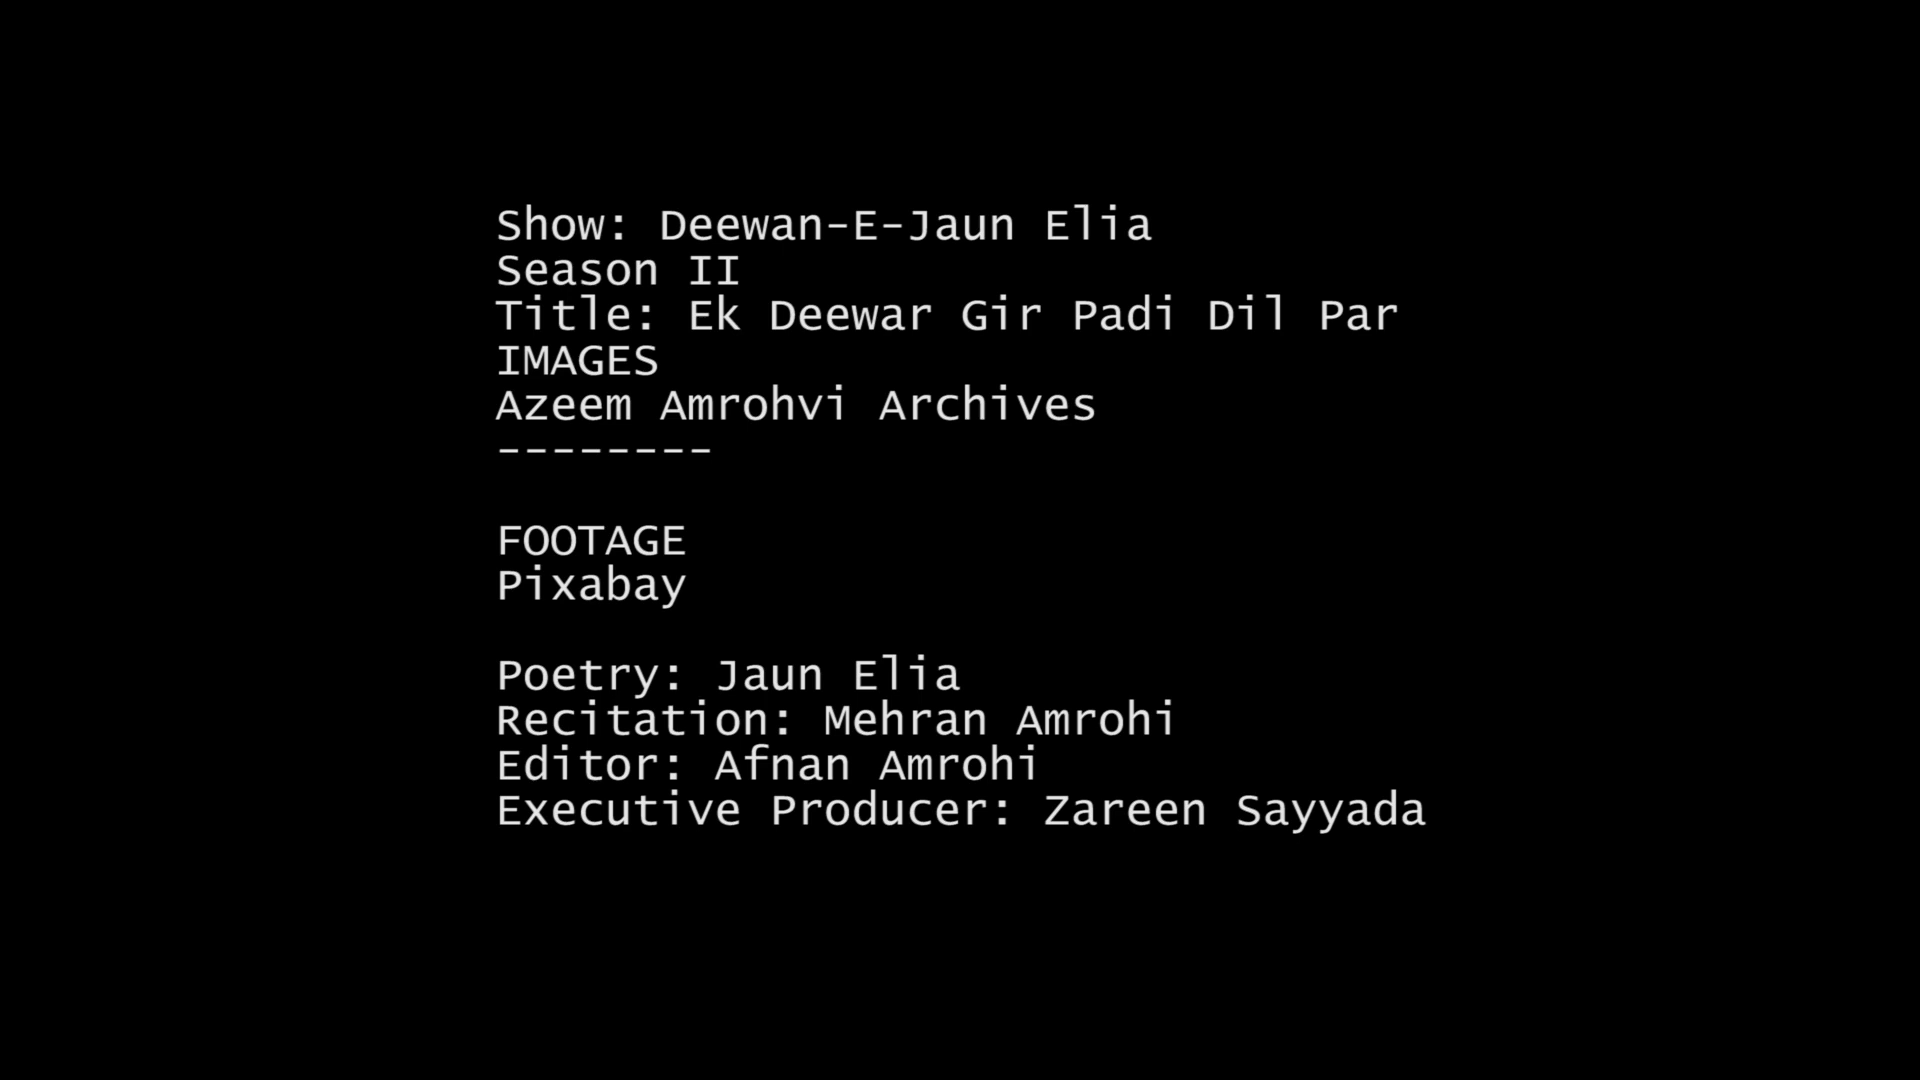 Show: Deewan-E-Jaun Elia
Season II
Title: Ek Deewar Gir Padi Dil Par
IMAGES
Azeem Amrohvi Archives
--------
FOOTAGE
Pixabay
Poetry: Jaun Elia
Recitation: Mehran Amrohi
Editor: Afnan Amrohi
Executive Producer: Zareen Sayyada